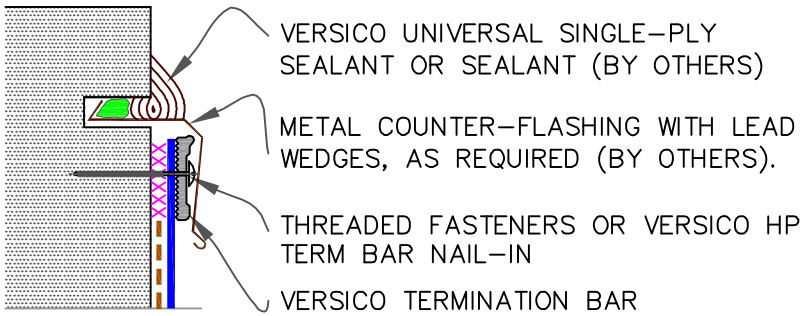 VERSICO UNIVERSAL SINGLE-PLY
SEALANT OR SEALANT (BY OTHERS)
METAL COUNTER-FLASHING WITH LEAD
WEDGES, AS REQUIRED (BY OTHERS).
THREADED FASTENERS OR VERSICO HP
TERM BAR NAIL-IN
VERSICO TERMINATION BAR